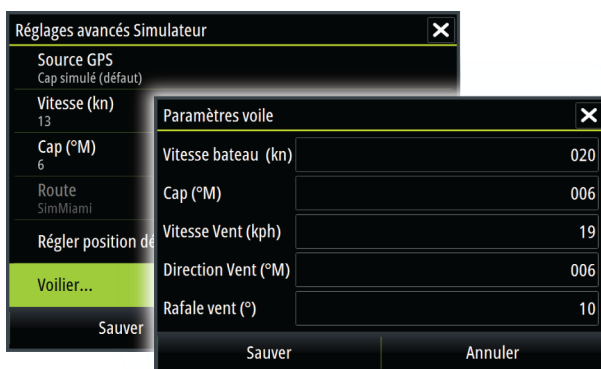 Réglages avancés Simulateur
Source GPS
Cap simulé (défaut)
Vitesse (kn)
13
Cap (°M)
6
Route
SimMiami
Régler position dé
Voilier...
Sauver
Paramètres voile
Vitesse bateau (kn) 020
Cap (°M) 006
Vitesse Vent (kph) 19
Direction Vent (°M) 006
Rafale vent (°) 10
Sauver Annuler